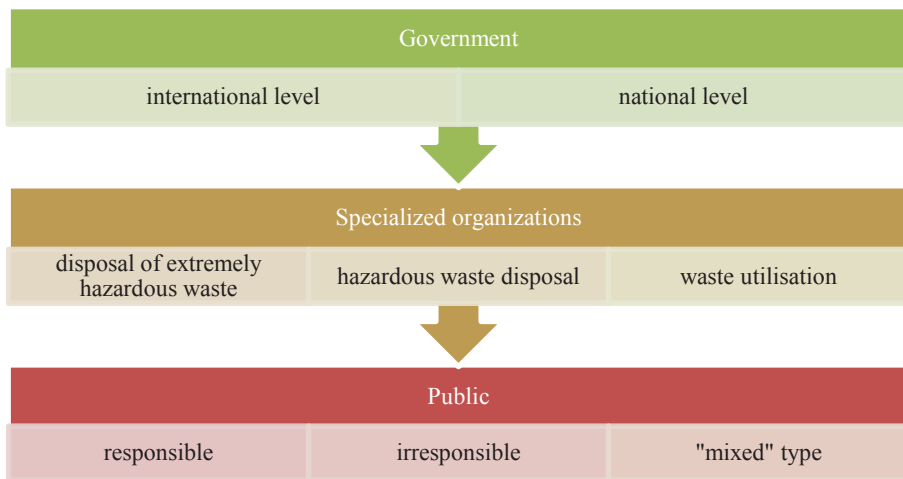 Government
international level
national level
Specialized organizations
disposal of extremely
hazardous waste
hazardous waste disposal
waste utilisation
Public
responsible
irresponsible
"mixed" type